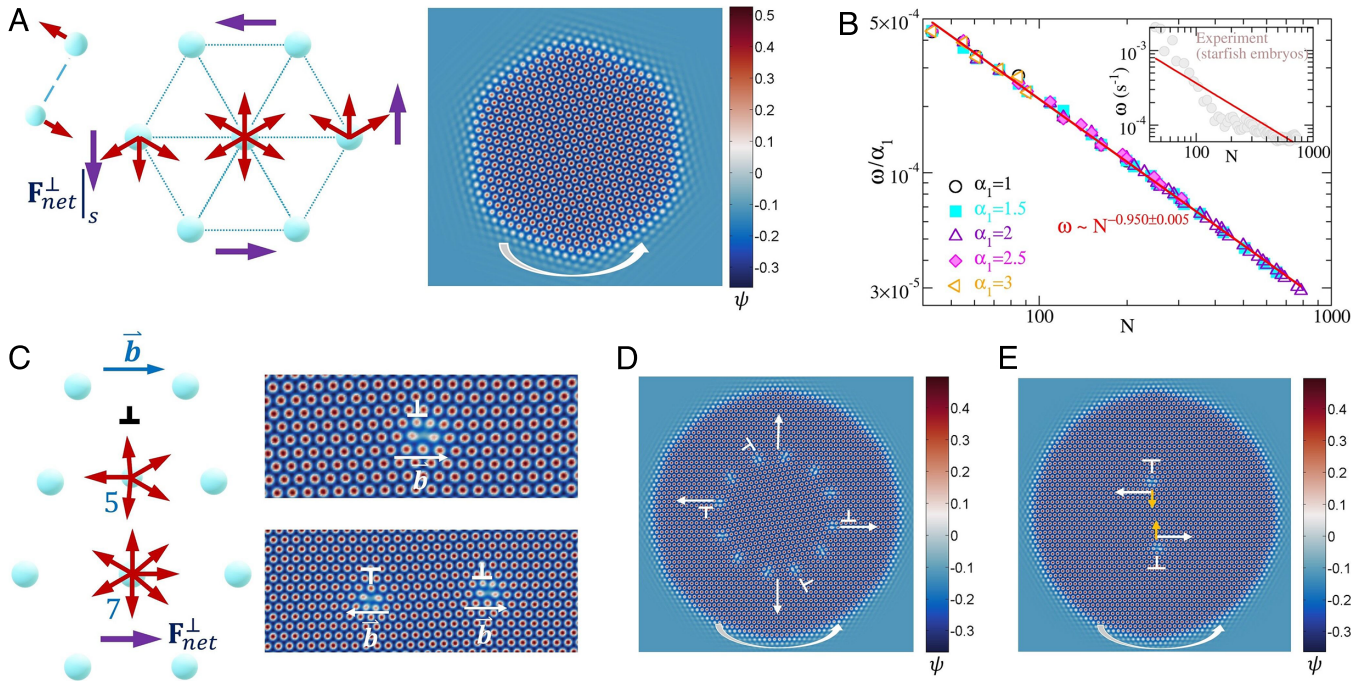 A
F⊥net|s
0.5
0.4
0.3
0.2
0.1
0
-0.1
-0.2
-0.3
ψ
B
5×10-4
ω/α1
10-4
3×10-5
100
N
1000
α1=1
α1=1.5
α1=2
α1=2.5
α1=3
ω ~ N-0.950±0.005
Experiment
(starfish embryos)
ω (s-1)
10-3
10-4
100
1000
N
C
b
⊥
5
7
F⊥net
⊥
b
⊤
⊥
b
b
D
⊥
⊤
⊥
⊥
0.4
0.3
0.2
0.1
0
-0.1
-0.2
-0.3
ψ
E
⊤
⊥
0.4
0.3
0.2
0.1
0
-0.1
-0.2
-0.3
ψ